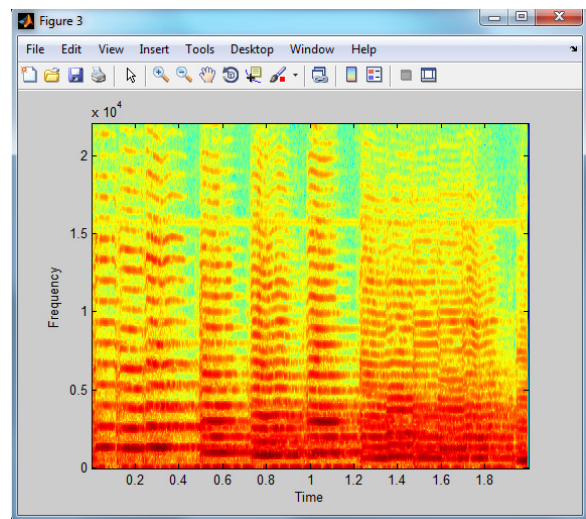 Figure 3
File Edit View Insert Tools Desktop Window Help
x 10^4
2
1.5
1
0.5
0
Frequency
0.2 0.4 0.6 0.8 1 1.2 1.4 1.6 1.8
Time